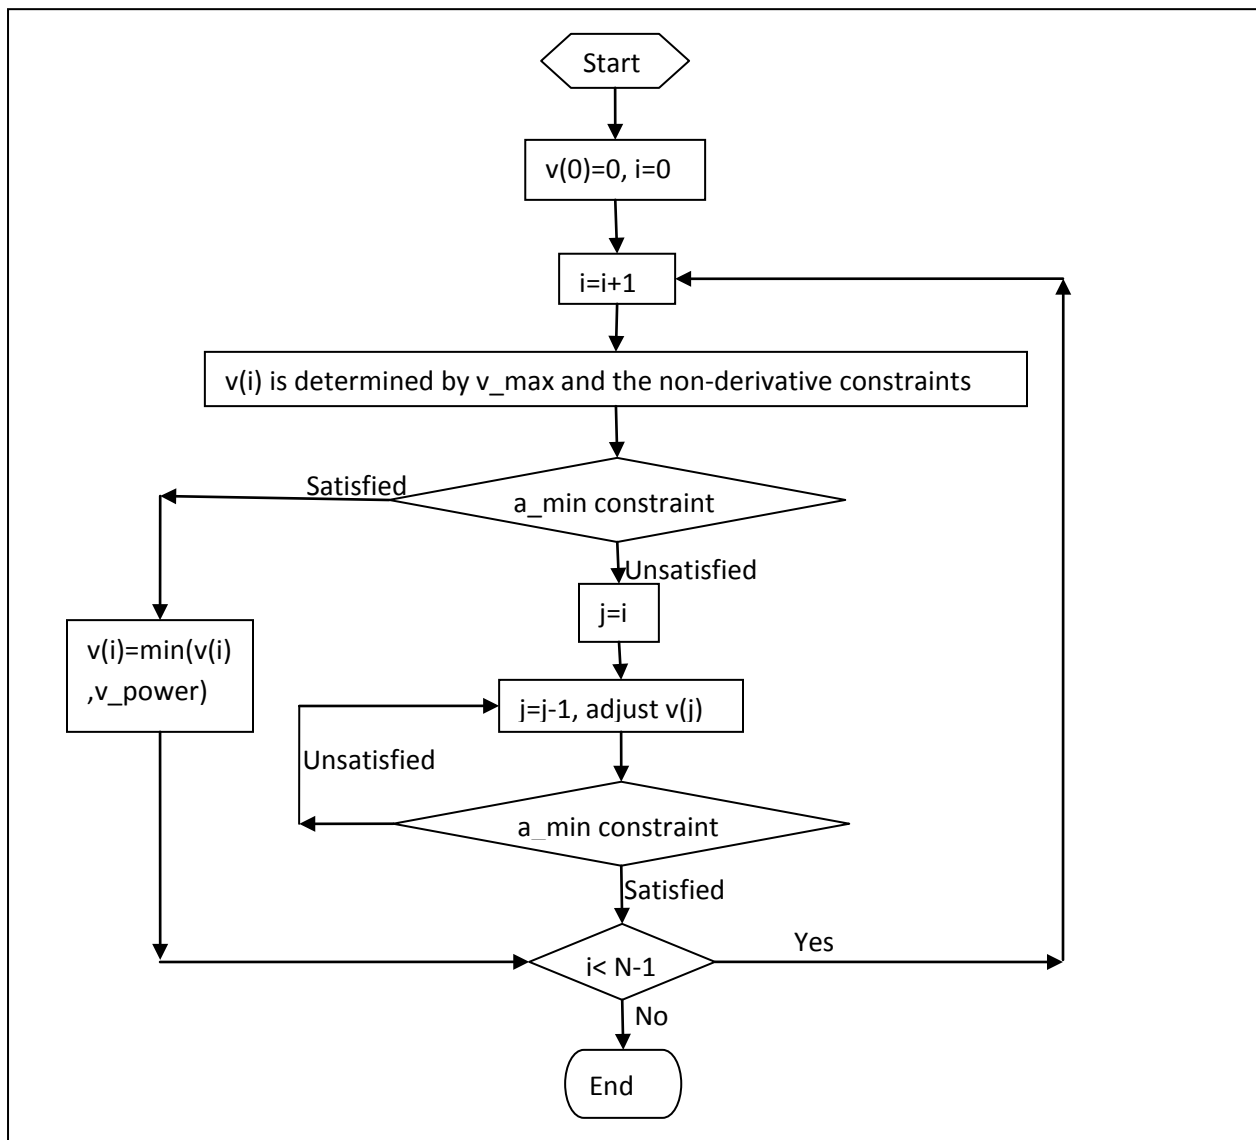 Start
v(0)=0, i=0
i=i+1
v(i) is determined by v_max and the non-derivative constraints
Satisfied
a_min constraint
Unsatisfied
j=i
v(i)=min(v(i)
,v_power)
j=j-1, adjust v(j)
Unsatisfied
a_min constraint
Satisfied
i< N-1
Yes
No
End